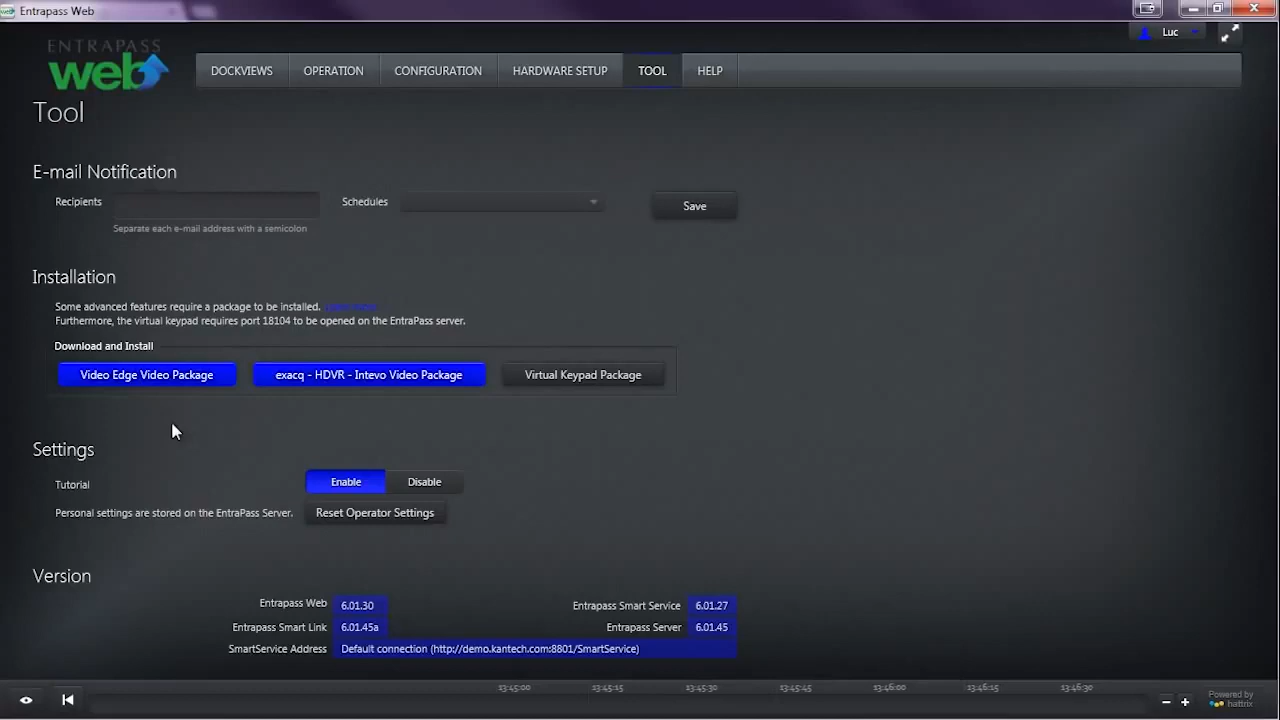 Entrapass Web
Luc
ENTRAPASS
web
DOCKVIEWS OPERATION CONFIGURATION HARDWARE SETUP TOOL HELP
Tool
E-mail Notification
Recipients Schedules Save
Separate each e-mail address with a semicolon
Installation
Some advanced features require a package to be installed.
Furthermore, the virtual keypad requires port 18104 to be opened on the EntraPass server.
Download and Install
Video Edge Video Package exacq - HDVR - Intevo Video Package Virtual Keypad Package
Settings
Tutorial Enable Disable
Personal settings are stored on the EntraPass Server. Reset Operator Settings
Version
Entrapass Web 6.01.30 Entrapass Smart Service 6.01.27
Entrapass Smart Link 6.01.45a Entrapass Server 6.01.45
SmartService Address Default connection (http://demo.kantech.com:8801/SmartService)
13:45:00 13:45:15 13:45:30 13:45:45 13:46:00 13:46:15 13:46:30
Powered by
hattrix